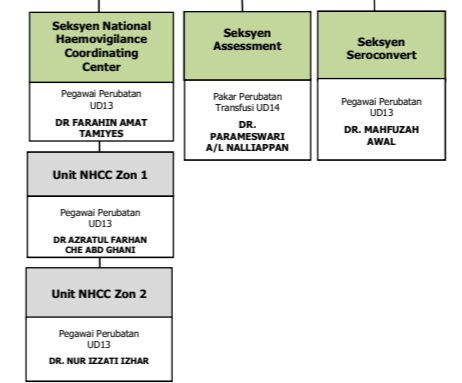 Seksyen National
Haemovigilance
Coordinating
Center
Pegawai Perubatan
UD13
DR FARAHIN AMAT
TAMIYES
Unit NHCC Zon 1
Pegawai Perubatan
UD13
DR AZRATUL FARHAN
CHE ABD GHANI
Unit NHCC Zon 2
Pegawai Perubatan
UD13
DR. NUR IZZATI IZHAR
Seksyen
Assessment
Pakar Perubatan
Transfusi UD14
DR.
PARAMESWARI
A/L NALLIAPPAN
Seksyen
Seroconvert
Pegawai Perubatan
UD13
DR. MAHFUZAH
AWAL